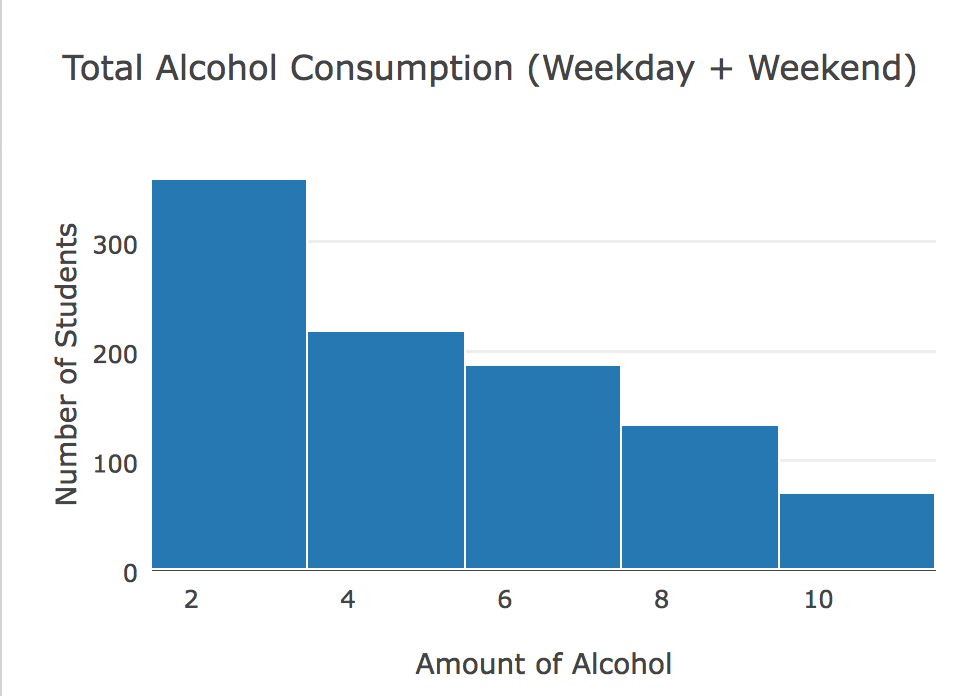 Total Alcohol Consumption (Weekday + Weekend)
Number of Students
300
200
100
0
2 4 6 8 10
Amount of Alcohol